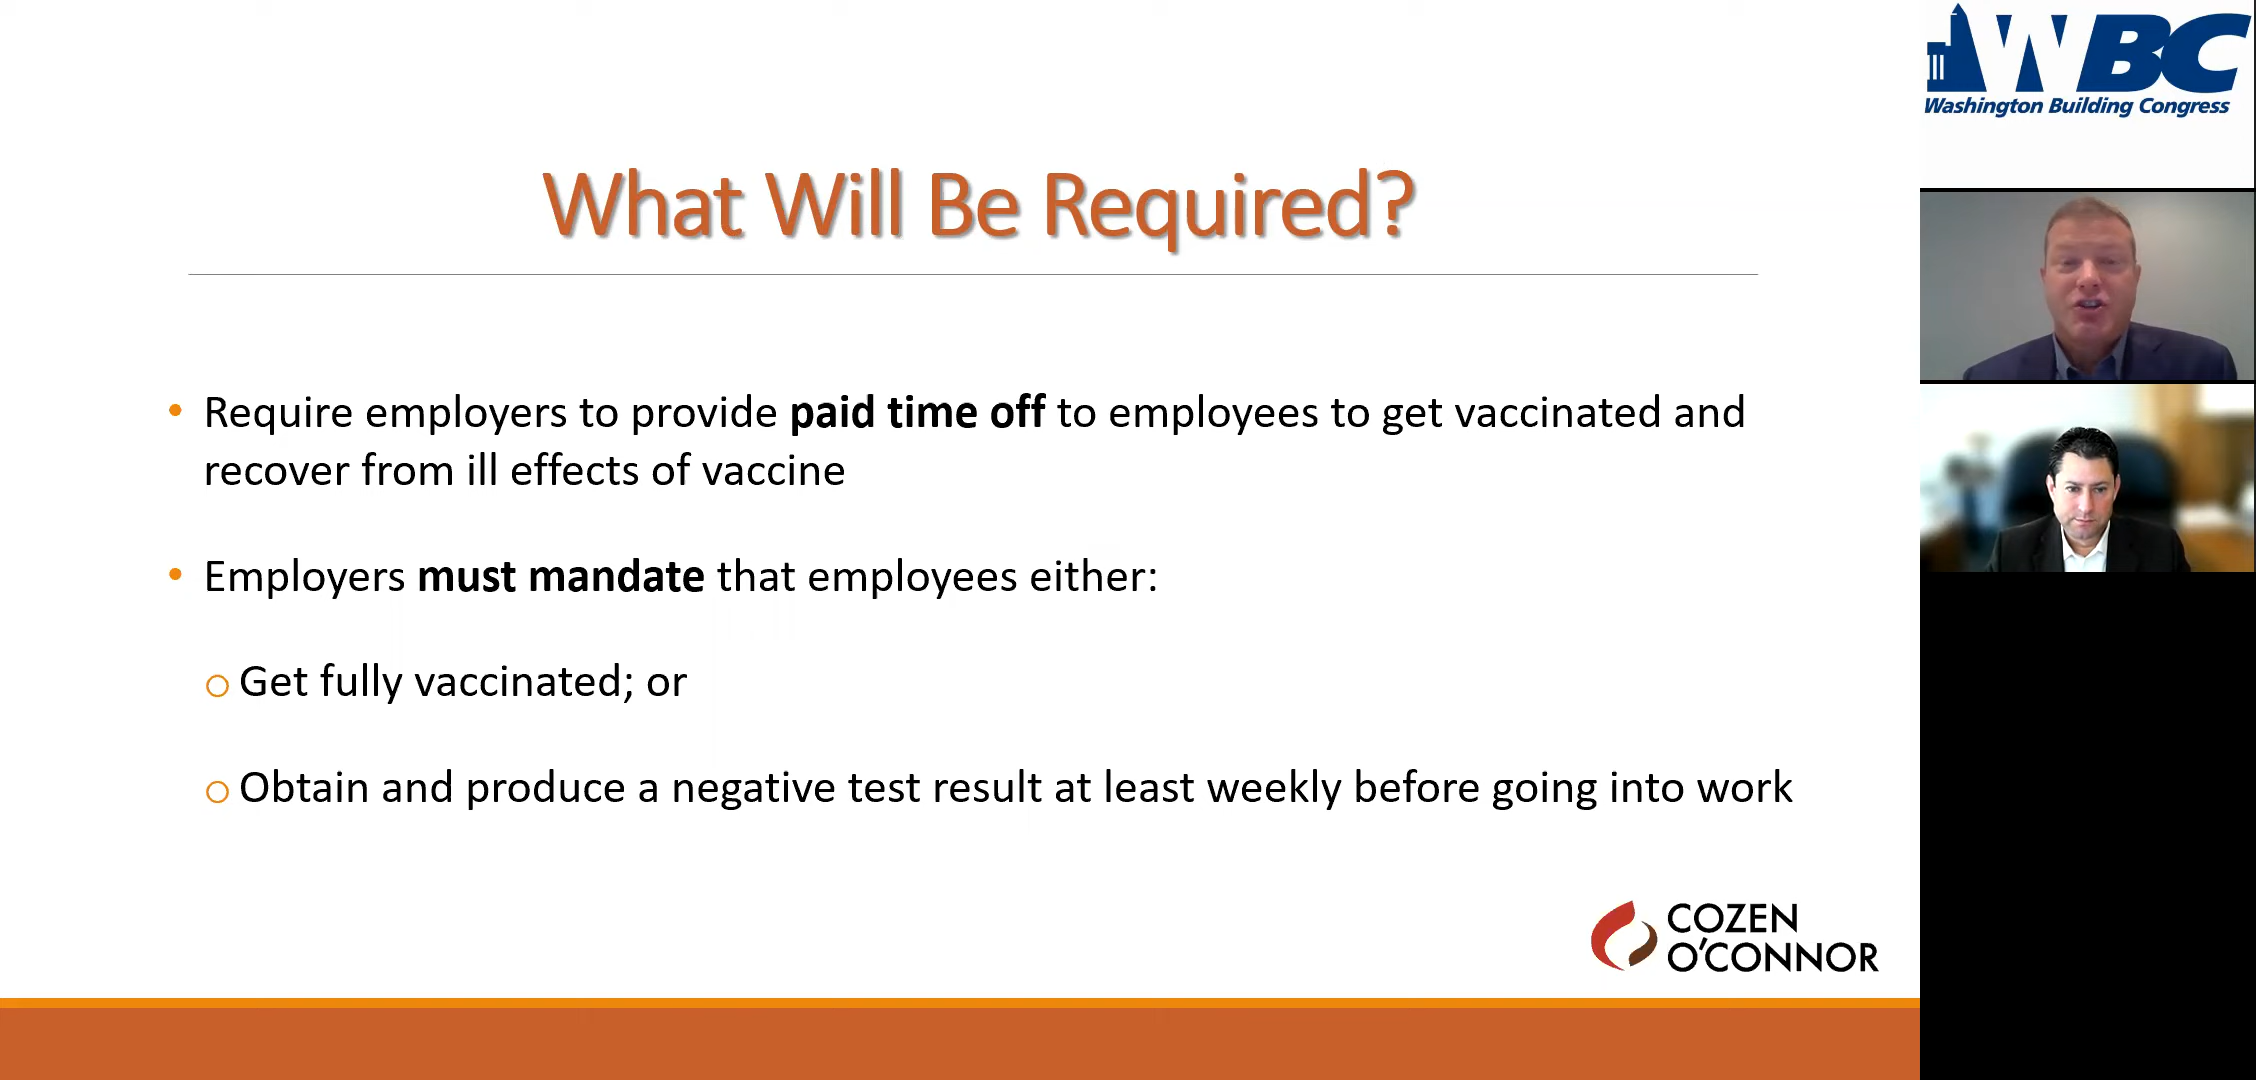 What Will Be Required?
• Require employers to provide paid time off to employees to get vaccinated and
recover from ill effects of vaccine
• Employers must mandate that employees either:
o Get fully vaccinated; or
o Obtain and produce a negative test result at least weekly before going into work
COZEN
O'CONNOR
WBC
Washington Building Congress